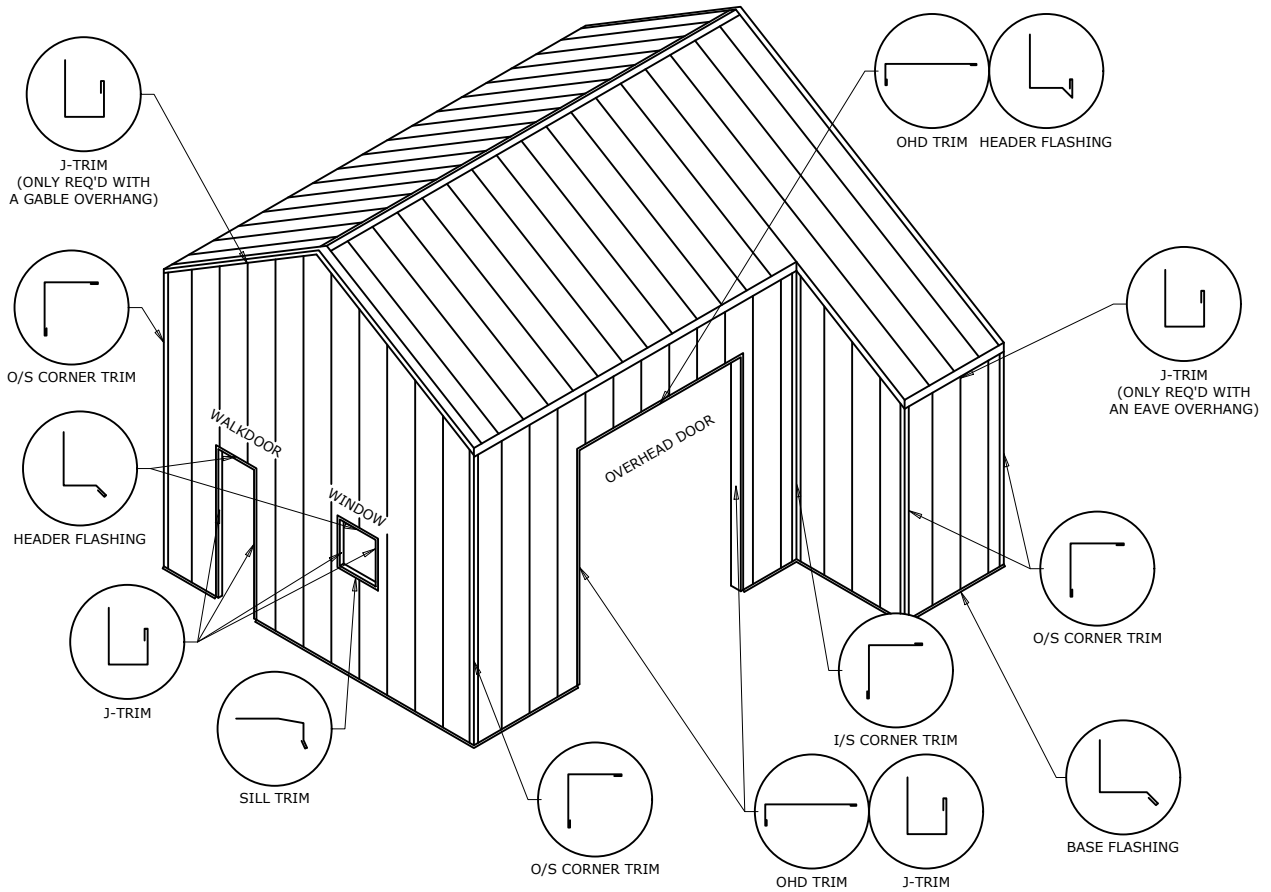 OHD TRIM
HEADER FLASHING
J-TRIM
(ONLY REQ'D WITH
A GABLE OVERHANG)
O/S CORNER TRIM
J-TRIM
(ONLY REQ'D WITH
AN EAVE OVERHANG)
WALKDOOR
OVERHEAD DOOR
WINDOW
HEADER FLASHING
O/S CORNER TRIM
J-TRIM
I/S CORNER TRIM
SILL TRIM
BASE FLASHING
O/S CORNER TRIM
OHD TRIM
J-TRIM